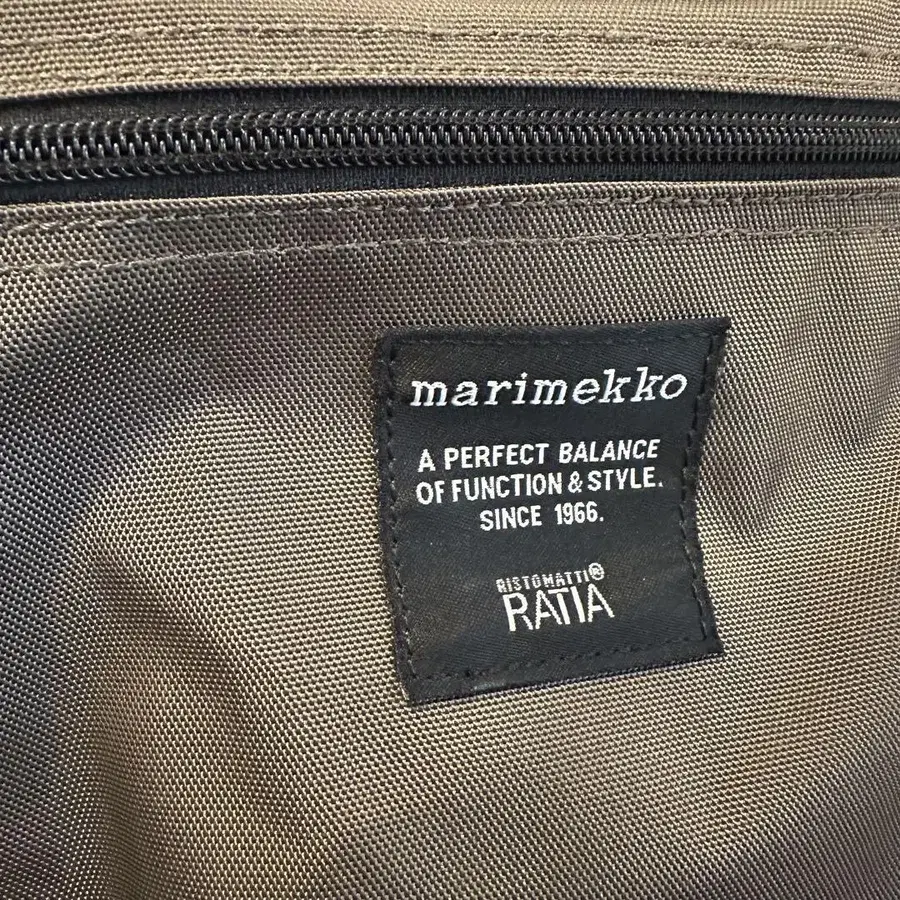 marimekko
A PERFECT BALANCE
OF FUNCTION & STYLE.
SINCE 1966.
RISTOMATTI®
RATIA